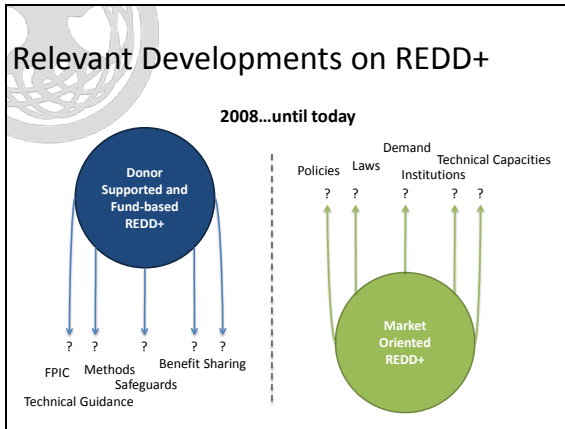 Relevant Developments on REDD+
2008...until today
Donor
Supported and
Fund-based
REDD+
? ? ? ? ?
FPIC Methods Benefit Sharing
Safeguards
Technical Guidance
Demand
Policies Laws Technical Capacities
Institutions
? ? ? ? ?
Market
Oriented
REDD+